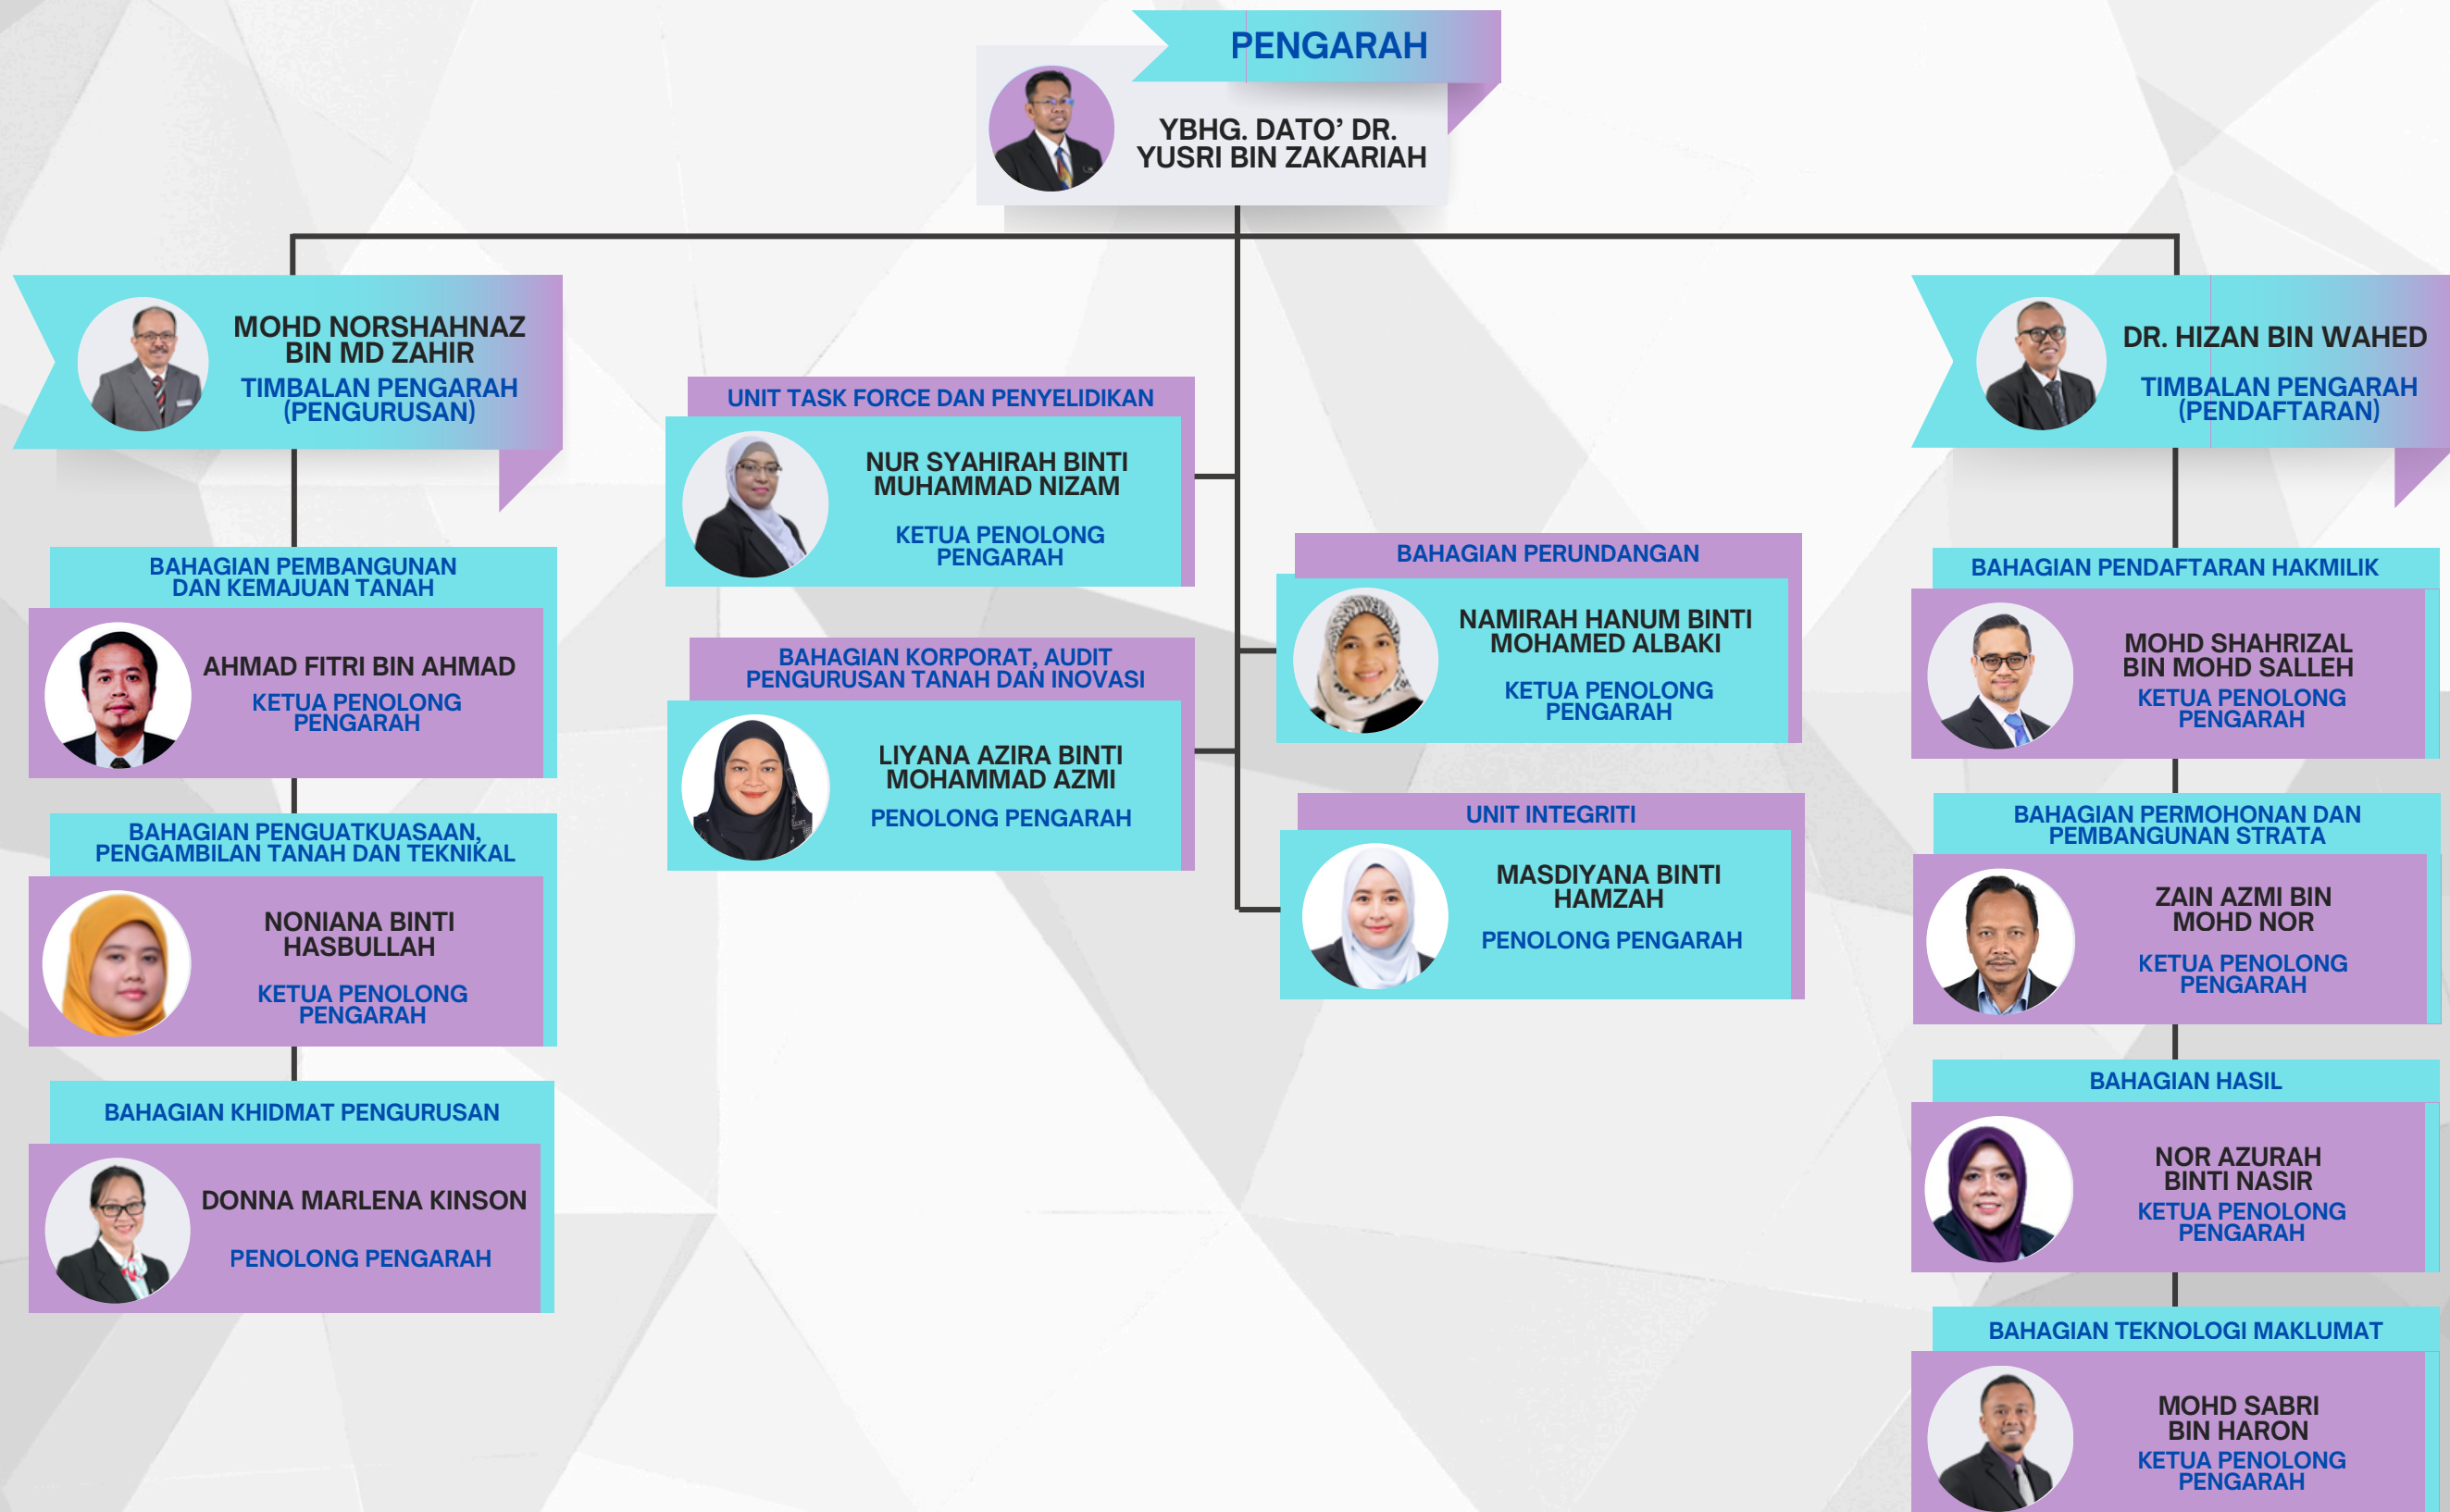 PENGARAH
YBHG. DATO’ DR.
YUSRI BIN ZAKARIAH
MOHD NORSHAHNAZ
BIN MD ZAHIR
TIMBALAN PENGARAH
(PENGURUSAN)
BAHAGIAN PEMBANGUNAN
DAN KEMAJUAN TANAH
AHMAD FITRI BIN AHMAD
KETUA PENOLONG
PENGARAH
BAHAGIAN PENGUATKUASAAN,
PENGAMBILAN TANAH DAN TEKNIKAL
NONIANA BINTI
HASBULLAH
KETUA PENOLONG
PENGARAH
BAHAGIAN KHIDMAT PENGURUSAN
DONNA MARLENA KINSON
PENOLONG PENGARAH
UNIT TASK FORCE DAN PENYELIDIKAN
NUR SYAHIRAH BINTI
MUHAMMAD NIZAM
KETUA PENOLONG
PENGARAH
BAHAGIAN KORPORAT, AUDIT
PENGURUSAN TANAH DAN INOVASI
LIYANA AZIRA BINTI
MOHAMMAD AZMI
PENOLONG PENGARAH
BAHAGIAN PERUNDANGAN
NAMIRAH HANUM BINTI
MOHAMED ALBAKI
KETUA PENOLONG
PENGARAH
UNIT INTEGRITI
MASDIYANA BINTI
HAMZAH
PENOLONG PENGARAH
DR. HIZAN BIN WAHED
TIMBALAN PENGARAH
(PENDAFTARAN)
BAHAGIAN PENDAFTARAN HAKMILIK
MOHD SHAHRIZAL
BIN MOHD SALLEH
KETUA PENOLONG
PENGARAH
BAHAGIAN PERMOHONAN DAN
PEMBANGUNAN STRATA
ZAIN AZMI BIN
MOHD NOR
KETUA PENOLONG
PENGARAH
BAHAGIAN HASIL
NOR AZURAH
BINTI NASIR
KETUA PENOLONG
PENGARAH
BAHAGIAN TEKNOLOGI MAKLUMAT
MOHD SABRI
BIN HARON
KETUA PENOLONG
PENGARAH